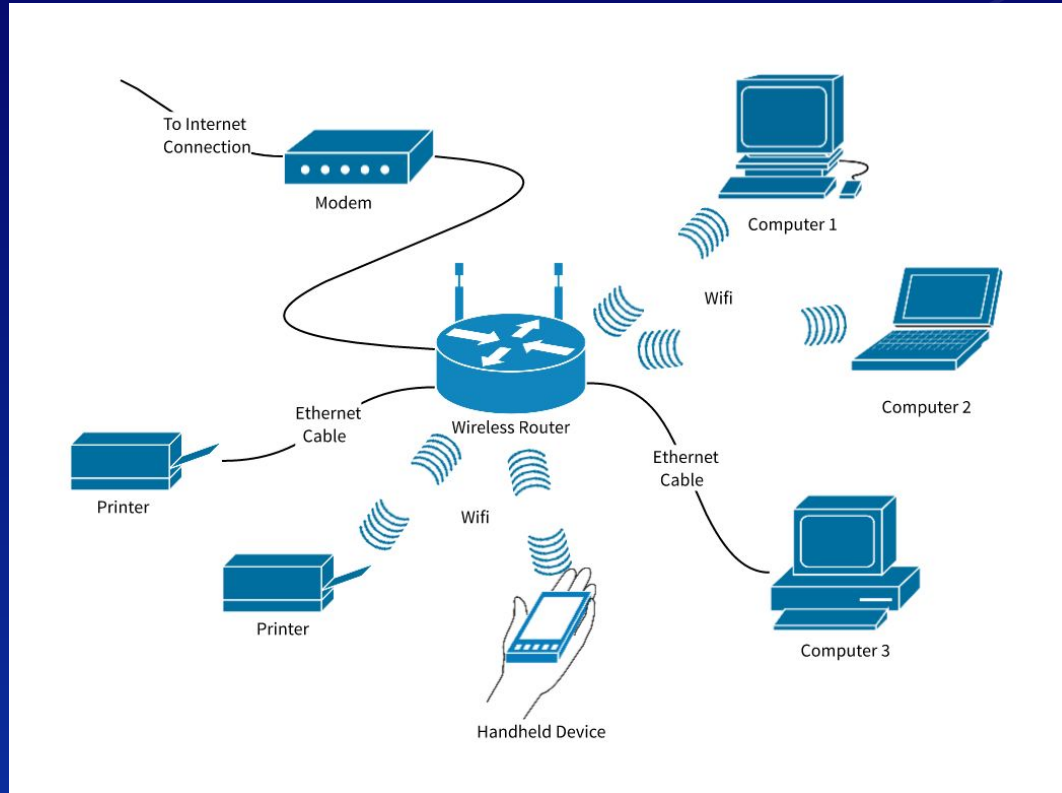 To Internet
Connection
Modem
Computer 1
Wifi
Computer 2
Wireless Router
Ethernet
Cable
Printer
Ethernet
Cable
Wifi
Printer
Computer 3
Handheld Device